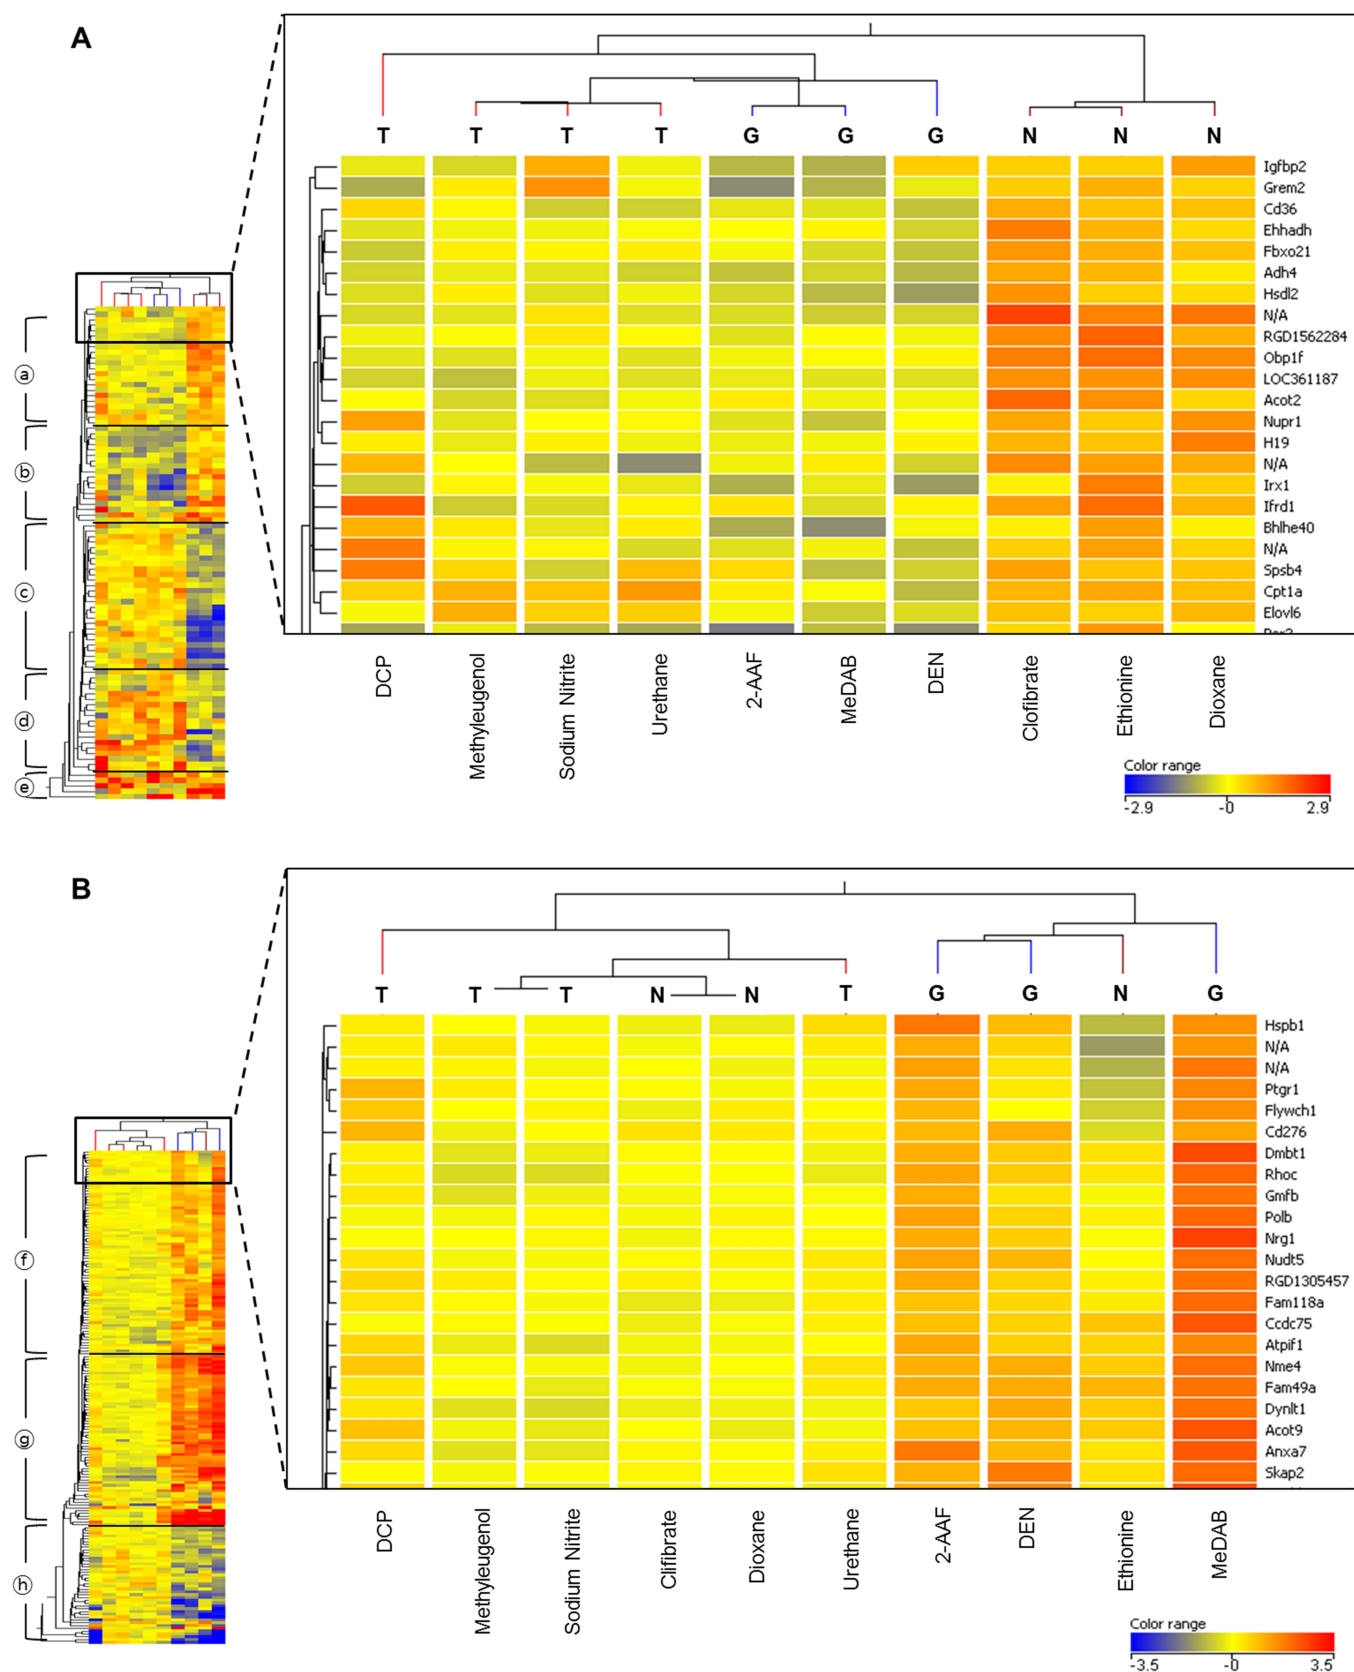 A
T T T T G G G N N N
Igfbp2
Grem2
Cd36
Ehhadh
Fbxo21
Adh4
Hsdl2
N/A
RGD1562284
Obp1f
LOC361187
Acot2
Nupr1
H19
N/A
Irx1
Ifrd1
Bhlhe40
N/A
Spsb4
Cpt1a
Elovl6
ⓐ
ⓑ
ⓒ
ⓓ
ⓔ
DCP
Methyleugenol
Sodium Nitrite
Urethane
2-AAF
MeDAB
DEN
Clofibrate
Ethionine
Dioxane
Color range
-2.9 -0 2.9
B
T T T N N T G G N G
Hspb1
N/A
N/A
Ptgr1
Flywch1
Cd276
Dmbt1
Rhoc
Gmfb
Polb
Nrg1
Nudt5
RGD1305457
Fam118a
Ccdc75
Atpif1
Nme4
Fam49a
Dynlt1
Acot9
Anxa7
Skap2
ⓕ
ⓖ
ⓗ
DCP
Methyleugenol
Sodium Nitrite
Clifibrate
Dioxane
Urethane
2-AAF
DEN
Ethionine
MeDAB
Color range
-3.5 -0 3.5